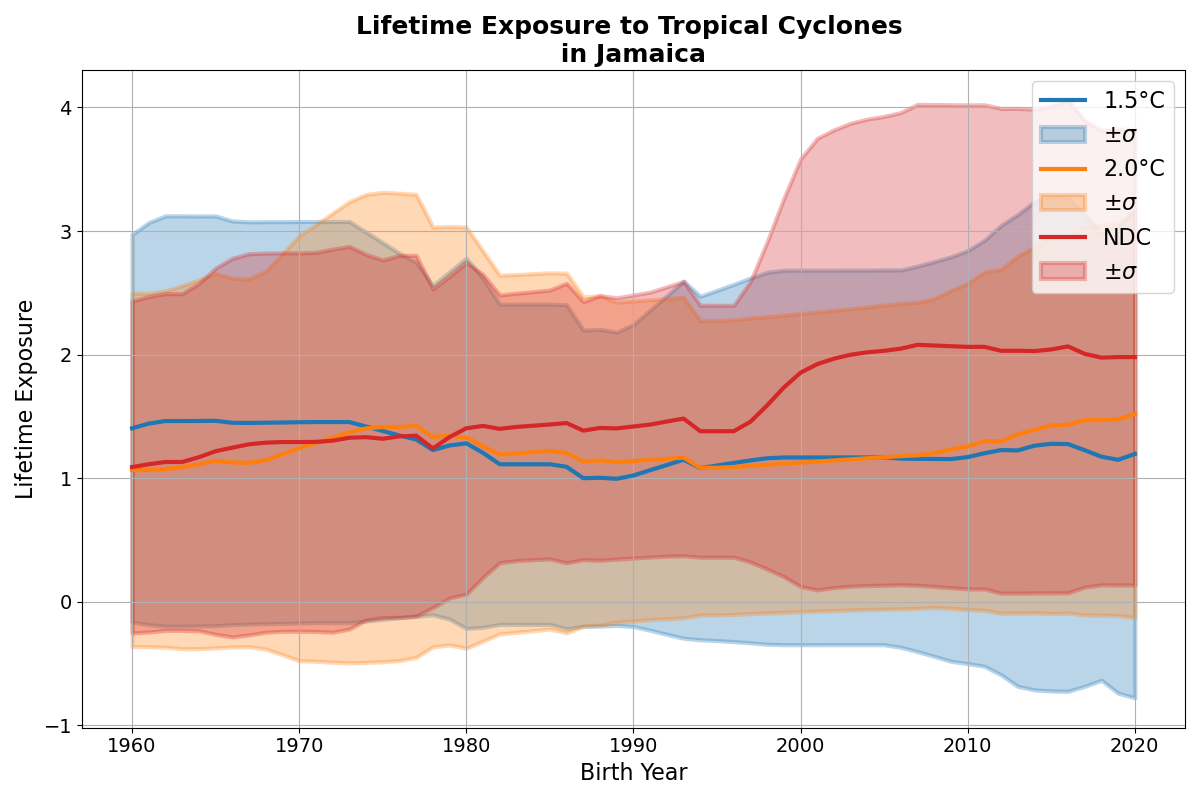 Lifetime Exposure to Tropical Cyclones
in Jamaica
Lifetime Exposure
4
3
2
1
0
−1
1.5°C
±σ
2.0°C
±σ
NDC
±σ
1960
1970
1980
1990
2000
2010
2020
Birth Year